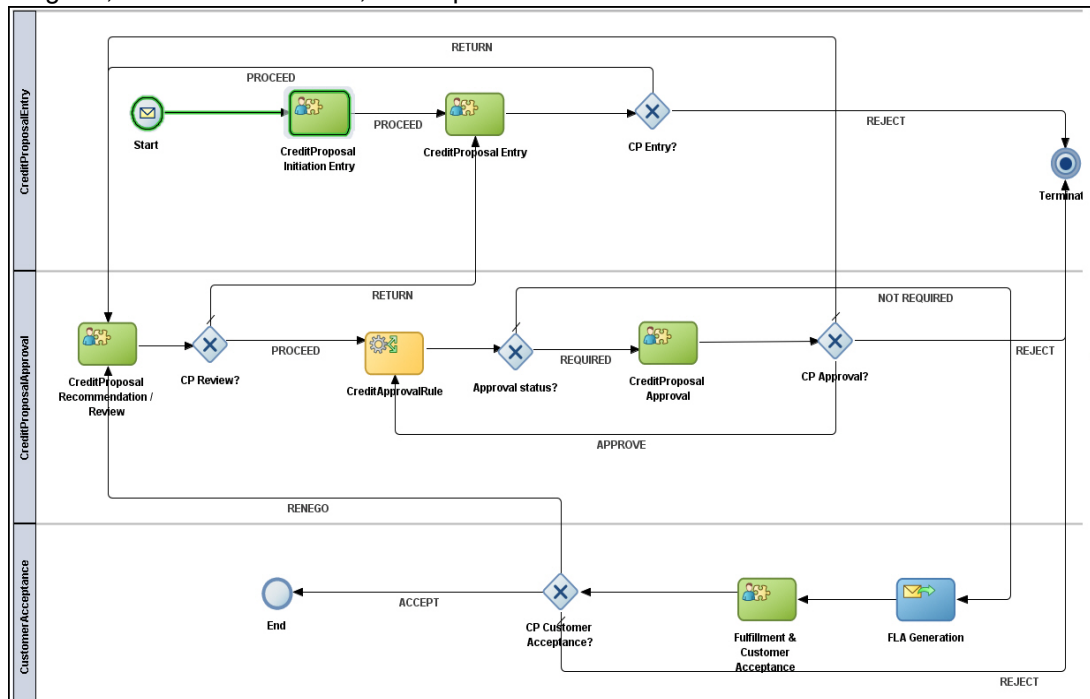 RETURN
CreditProposalEntry
PROCEED
Start
CreditProposal
Initiation Entry
PROCEED
CreditProposal Entry
CP Entry?
REJECT
Terminat
CreditProposalApproval
RETURN
NOT REQUIRED
CreditProposal
Recommendation /
Review
CP Review?
PROCEED
CreditApprovalRule
Approval status?
REQUIRED
CreditProposal
Approval
CP Approval?
REJECT
APPROVE
RENEGO
CustomerAcceptance
End
ACCEPT
CP Customer
Acceptance?
Fulfillment &
Customer
Acceptance
FLA Generation
REJECT